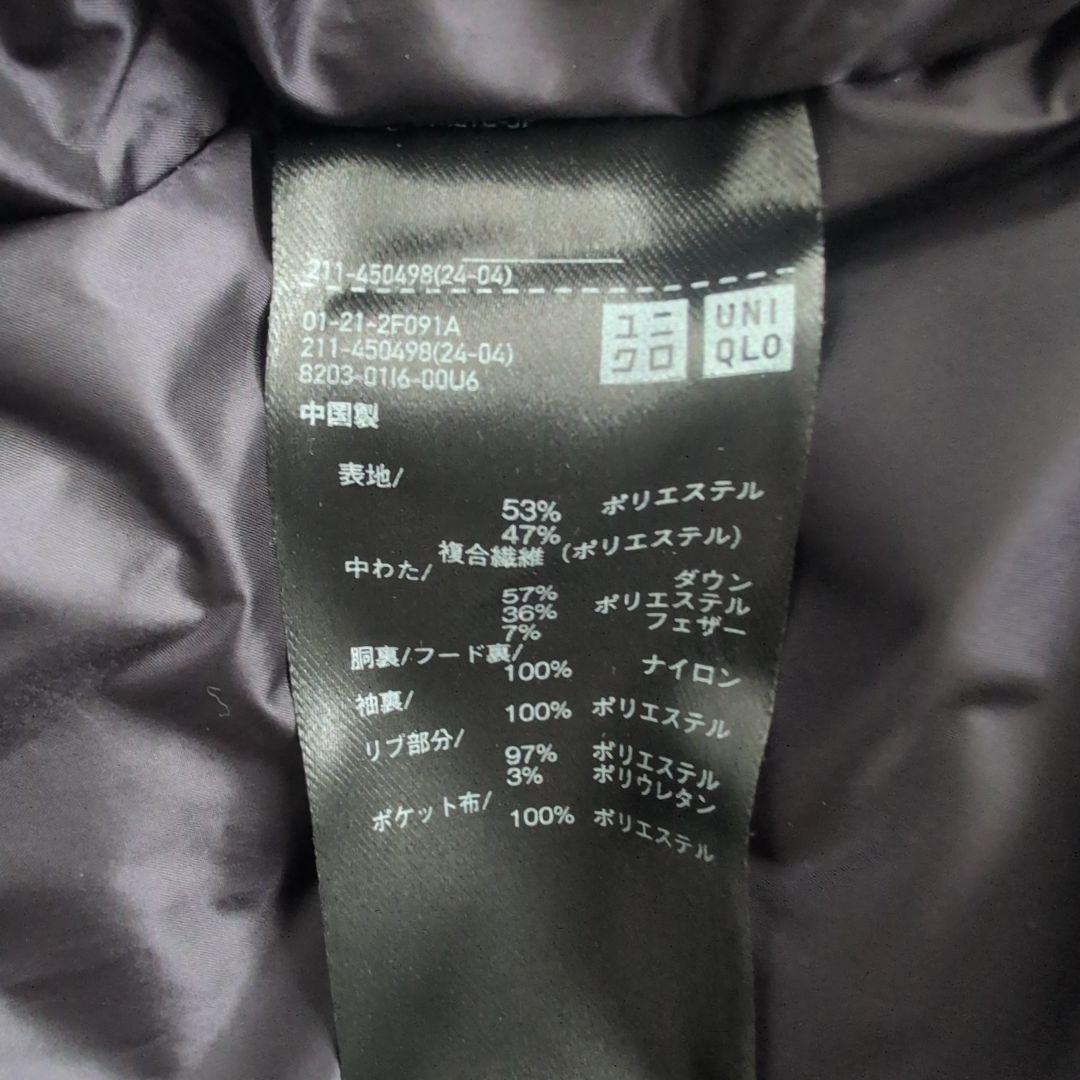 211-450498(24-04)
01-21-2F091A
211-450498(24-04)
8203-0116-00U6
中国製
ユニ
クロ
UNI
QLO
表地/
53% ポリエステル
47%
複合繊維(ポリエステル)
中わた/
57% ダウン
36% ポリエステル
7% フェザー
胴裏/フード裏/
100% ナイロン
袖裏/
100% ポリエステル
リブ部分/
97% ポリエステル
3% ポリウレタン
ポケット布/
100% ポリエステル